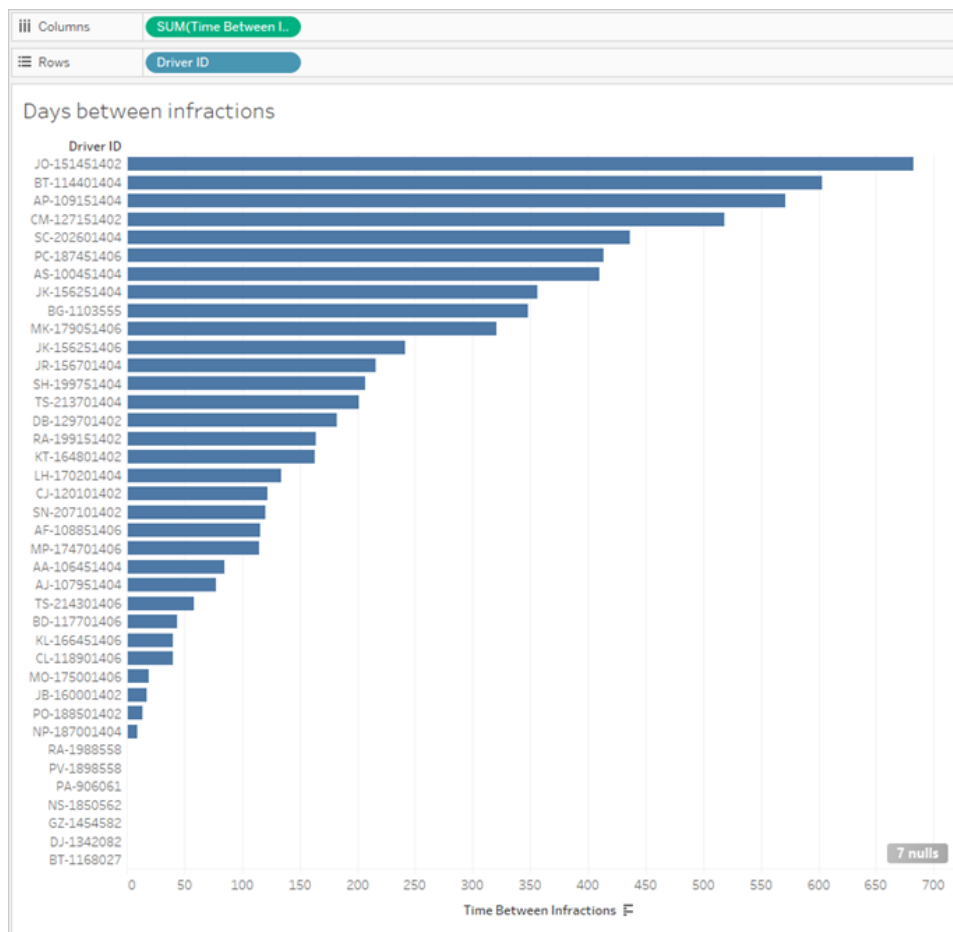 Columns SUM(Time Between I..
Rows Driver ID
Days between infractions
Driver ID
JO-151451402
BT-114401404
AP-109151404
CM-127151402
SC-202601404
PC-187451406
AS-100451404
JK-156251404
BG-1103555
MK-179051406
JK-156251406
JR-156701404
SH-199751404
TS-213701404
DB-129701402
RA-199151402
KT-164801402
LH-170201404
CJ-120101402
SN-207101402
AF-108851406
MP-174701406
AA-106451404
AJ-107951404
TS-214301406
BD-117701406
KL-166451406
CL-118901406
MO-175001406
JB-160001402
PO-188501402
NP-187001404
RA-1988558
PV-1898558
PA-906061
NS-1850562
GZ-1454582
DJ-1342082
BT-1168027
7 nulls
0 50 100 150 200 250 300 350 400 450 500 550 600 650 700
Time Between Infractions